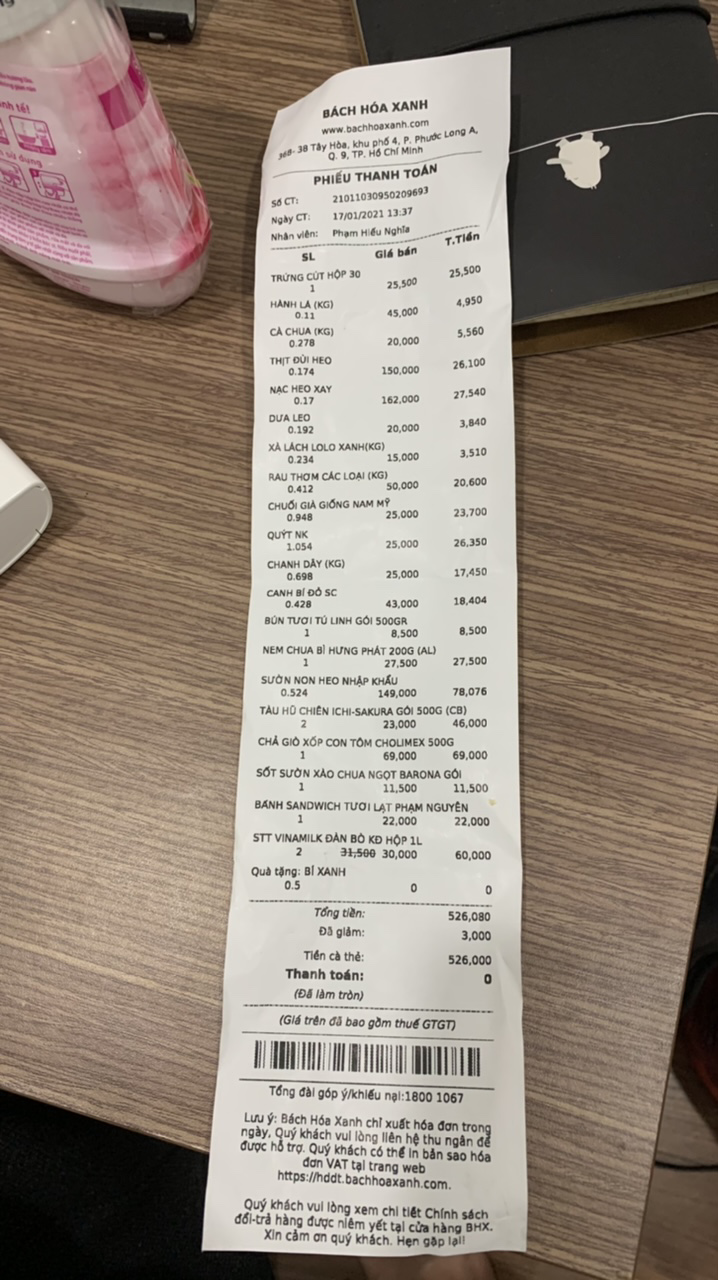 BÁCH HÓA XANH
www.bachhoaxanh.com
36B- 38 Tây Hòa, khu phố 4, P. Phước Long A,
Q. 9, TP. Hồ Chí Minh
PHIẾU THANH TOÁN
Số CT: 21011030950209693
Ngày CT: 17/01/2021 13:37
Nhân viên: Phạm Hiếu Nghĩa
SL Giá bán T.Tiền
TRỨNG CÚT HỘP 30
1 25,500 25,500
HÀNH LÁ (KG)
0.11 45,000 4,950
CÀ CHUA (KG)
0.278 20,000 5,560
THỊT ĐÙI HEO
0.174 150,000 26,100
NẠC HEO XAY
0.17 162,000 27,540
DƯA LEO
0.192 20,000 3,840
XÀ LÁCH LOLO XANH(KG)
0.234 15,000 3,510
RAU THƠM CÁC LOẠI (KG)
0.412 50,000 20,600
CHUỐI GIÀ GIỐNG NAM MỸ
0.948 25,000 23,700
QUÝT NK
1.054 25,000 26,350
CHANH DÂY (KG)
0.698 25,000 17,450
CANH BÍ ĐỎ SC
0.428 43,000 18,404
BÚN TƯƠI TÚ LINH GÓI 500GR
1 8,500 8,500
NEM CHUA BÌ HƯNG PHÁT 200G (AL)
1 27,500 27,500
SƯỜN NON HEO NHẬP KHẨU
0.524 149,000 78,076
TÀU HŨ CHIÊN ICHI-SAKURA GÓI 500G (CB)
2 23,000 46,000
CHẢ GIÒ XỐP CON TÔM CHOLIMEX 500G
1 69,000 69,000
SỐT SƯỜN XÀO CHUA NGỌT BARONA GÓI
1 11,500 11,500
BÁNH SANDWICH TƯƠI LẠT PHẠM NGUYÊN
1 22,000 22,000
STT VINAMILK ĐÀN BÒ KĐ HỘP 1L
2 31,500 30,000 60,000
Quà tặng: BÍ XANH
0.5 0 0
Tổng tiền: 526,080
Đã giảm: 3,000
Tiền cà thẻ: 526,000
Thanh toán: 0
(Đã làm tròn)
(Giá trên đã bao gồm thuế GTGT)
Tổng đài góp ý/khiếu nại:1800 1067
Lưu ý: Bách Hóa Xanh chỉ xuất hóa đơn trong
ngày, Quý khách vui lòng liên hệ thu ngân để
được hỗ trợ. Quý khách có thể in bản sao hóa
đơn VAT tại trang web
https://hddt.bachhoaxanh.com.
Quý khách vui lòng xem chi tiết Chính sách
đổi-trả hàng được niêm yết tại cửa hàng BHX.
Xin cảm ơn quý khách. Hẹn gặp lại!